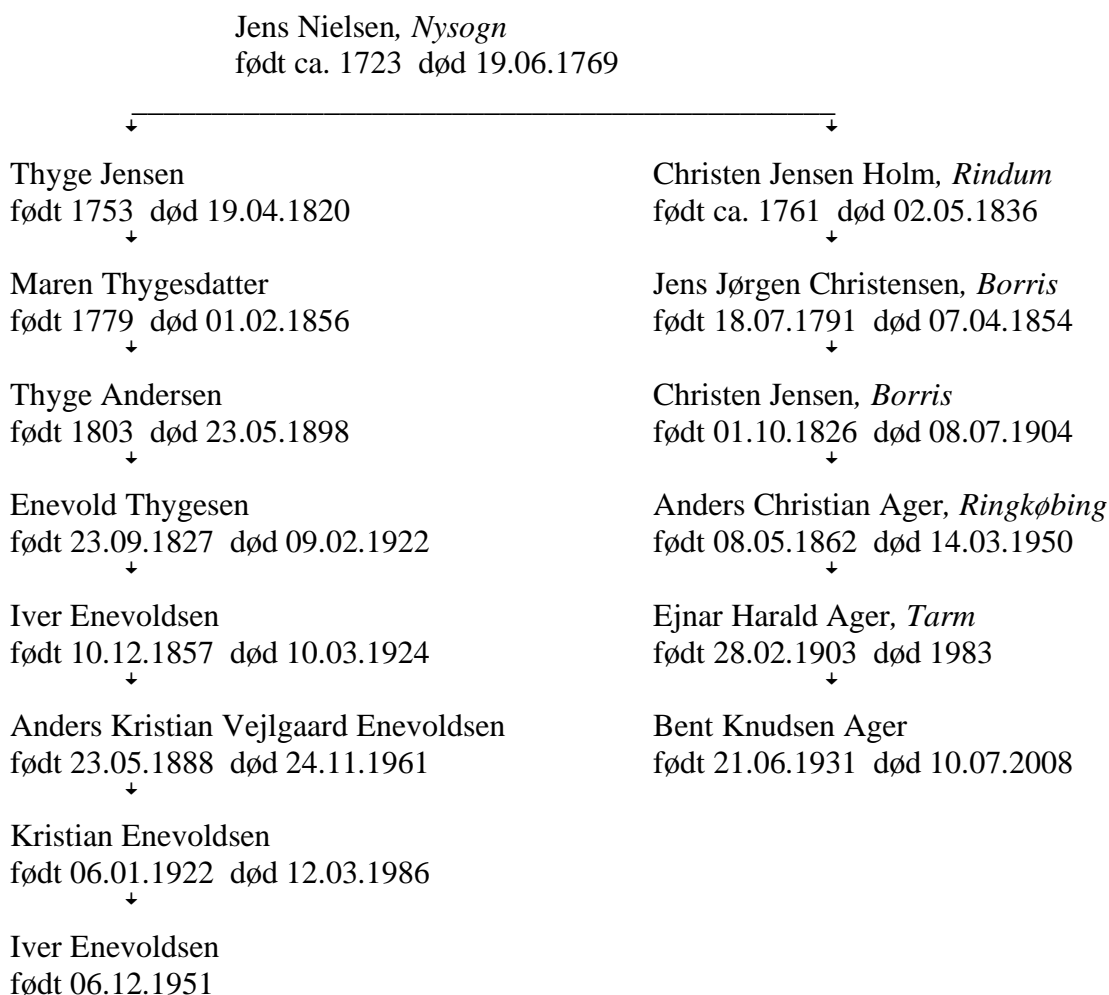 Jens Nielsen, Nysogn
født ca. 1723 død 19.06.1769
Thyge Jensen
født 1753 død 19.04.1820
Maren Thygesdatter
født 1779 død 01.02.1856
Thyge Andersen
født 1803 død 23.05.1898
Enevold Thygesen
født 23.09.1827 død 09.02.1922
Iver Enevoldsen
født 10.12.1857 død 10.03.1924
Anders Kristian Vejlgaard Enevoldsen
født 23.05.1888 død 24.11.1961
Kristian Enevoldsen
født 06.01.1922 død 12.03.1986
Iver Enevoldsen
født 06.12.1951
Christen Jensen Holm, Rindum
født ca. 1761 død 02.05.1836
Jens Jørgen Christensen, Borris
født 18.07.1791 død 07.04.1854
Christen Jensen, Borris
født 01.10.1826 død 08.07.1904
Anders Christian Ager, Ringkøbing
født 08.05.1862 død 14.03.1950
Ejnar Harald Ager, Tarm
født 28.02.1903 død 1983
Bent Knudsen Ager
født 21.06.1931 død 10.07.2008